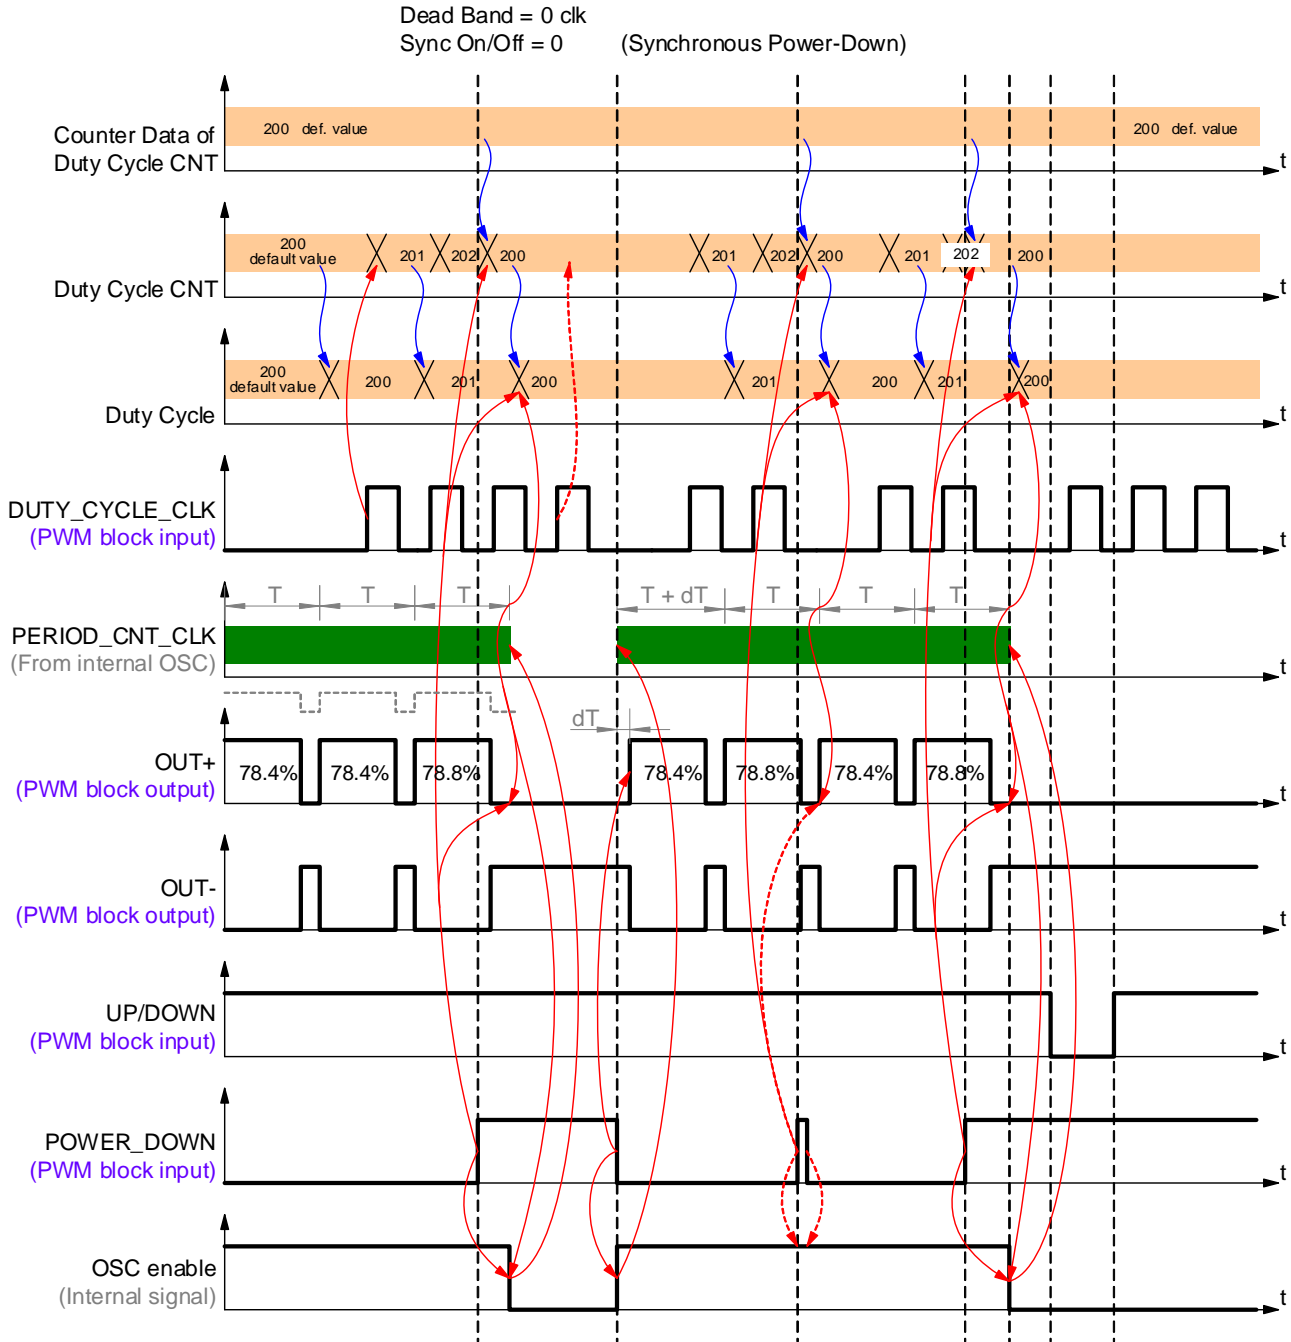 Dead Band = 0 clk
Sync On/Off = 0 (Synchronous Power-Down)
Counter Data of
Duty Cycle CNT
200 def. value
200 def. value
t
Duty Cycle CNT
200
default value
201
202
200
201
202
200
201
202
200
t
Duty Cycle
200
default value
200
201
200
201
200
201
200
t
DUTY_CYCLE_CLK
(PWM block input)
t
PERIOD_CNT_CLK
(From internal OSC)
T
T
T
T + dT
T
T
T
t
dT
OUT+
(PWM block output)
78.4%
78.4%
78.8%
78.4%
78.8%
78.4%
78.8%
t
OUT-
(PWM block output)
t
UP/DOWN
(PWM block input)
t
POWER_DOWN
(PWM block input)
t
OSC enable
(Internal signal)
t